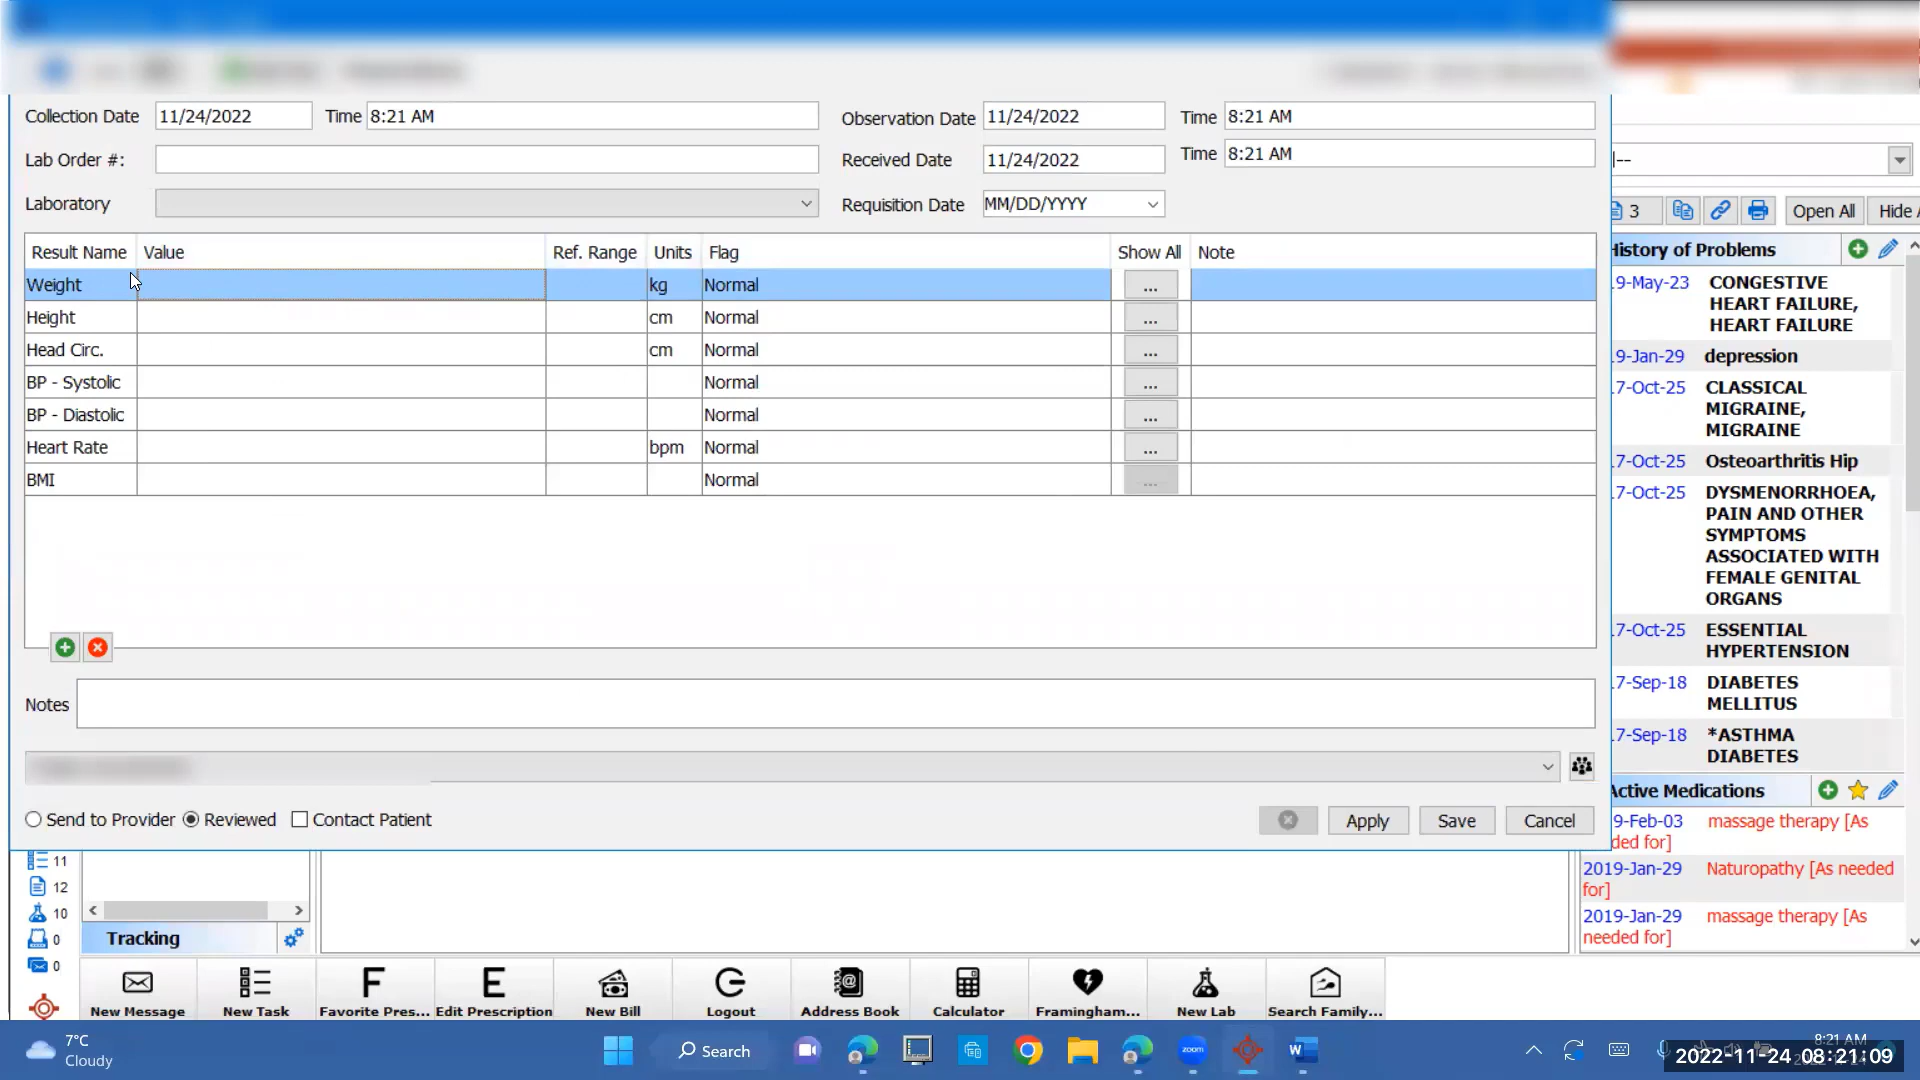 Collection Date 11/24/2022 Time 8:21 AM Observation Date 11/24/2022 Time 8:21 AM
Lab Order #: Received Date 11/24/2022 Time 8:21 AM
Laboratory Requisition Date MM/DD/YYYY
Result Name Value Ref. Range Units Flag Show All Note
Weight kg Normal ...
Height cm Normal ...
Head Circ. cm Normal ...
BP - Systolic Normal ...
BP - Diastolic Normal ...
Heart Rate bpm Normal ...
BMI Normal ...
Notes
Send to Provider Reviewed Contact Patient Apply Save Cancel
--
3 Open All Hide
History of Problems
9-May-23 CONGESTIVE
HEART FAILURE,
HEART FAILURE
9-Jan-29 depression
7-Oct-25 CLASSICAL
MIGRAINE,
MIGRAINE
7-Oct-25 Osteoarthritis Hip
7-Oct-25 DYSMENORRHOEA,
PAIN AND OTHER
SYMPTOMS
ASSOCIATED WITH
FEMALE GENITAL
ORGANS
7-Oct-25 ESSENTIAL
HYPERTENSION
7-Sep-18 DIABETES
MELLITUS
7-Sep-18 *ASTHMA
DIABETES
Active Medications
9-Feb-03 massage therapy [As
ded for]
2019-Jan-29 Naturopathy [As needed
for]
2019-Jan-29 massage therapy [As
needed for]
11
12
10
0
0
Tracking
New Message New Task Favorite Pres... Edit Prescription New Bill Logout Address Book Calculator Framingham... New Lab Search Family...
7°C
Cloudy
Search
zoom
8:21 AM
2022-11-24 08:21:09